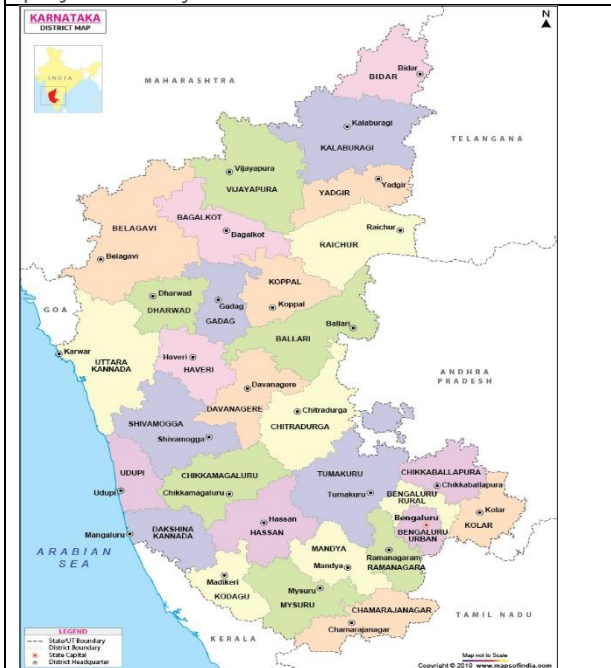 KARNATAKA
DISTRICT MAP
N
INDIA
MAHARASHTRA
Bidar
BIDAR
Kalaburagi
KALABURAGI
TELANGANA
Vijayapura
VIJAYAPURA
Yadgir
YADGIR
BAGALKOT
Bagalkot
BELAGAVI
Belagavi
Raichur
RAICHUR
KOPPAL
Koppal
Dharwad
DHARWAD
Gadag
GADAG
GOA
Ballari
BALLARI
Karwar
UTTARA
KANNADA
Haveri
HAVERI
ANDHRA
PRADESH
Davanagere
DAVANAGERE
Chitradurga
CHITRADURGA
SHIVAMOGGA
Shivamogga
UDUPI
Udupi
CHIKKAMAGALURU
Chikkamagaluru
TUMAKURU
Tumakuru
CHIKKABALLAPURA
Chikkaballapura
BENGALURU
RURAL
Kolar
KOLAR
Bengaluru
BENGALURU
URBAN
Mangaluru
DAKSHINA
KANNADA
Hassan
HASSAN
ARABIAN
SEA
MANDYA
Mandya
Ramanagaram
RAMANAGARA
Madikeri
KODAGU
Mysuru
MYSURU
CHAMARAJANAGAR
Chamarajanagar
TAMIL NADU
KERALA
LEGEND
State/UT Boundary
District Boundary
State Capital
District Headquarter
Map not to Scale
Copyright © 2019 www.mapsofindia.com